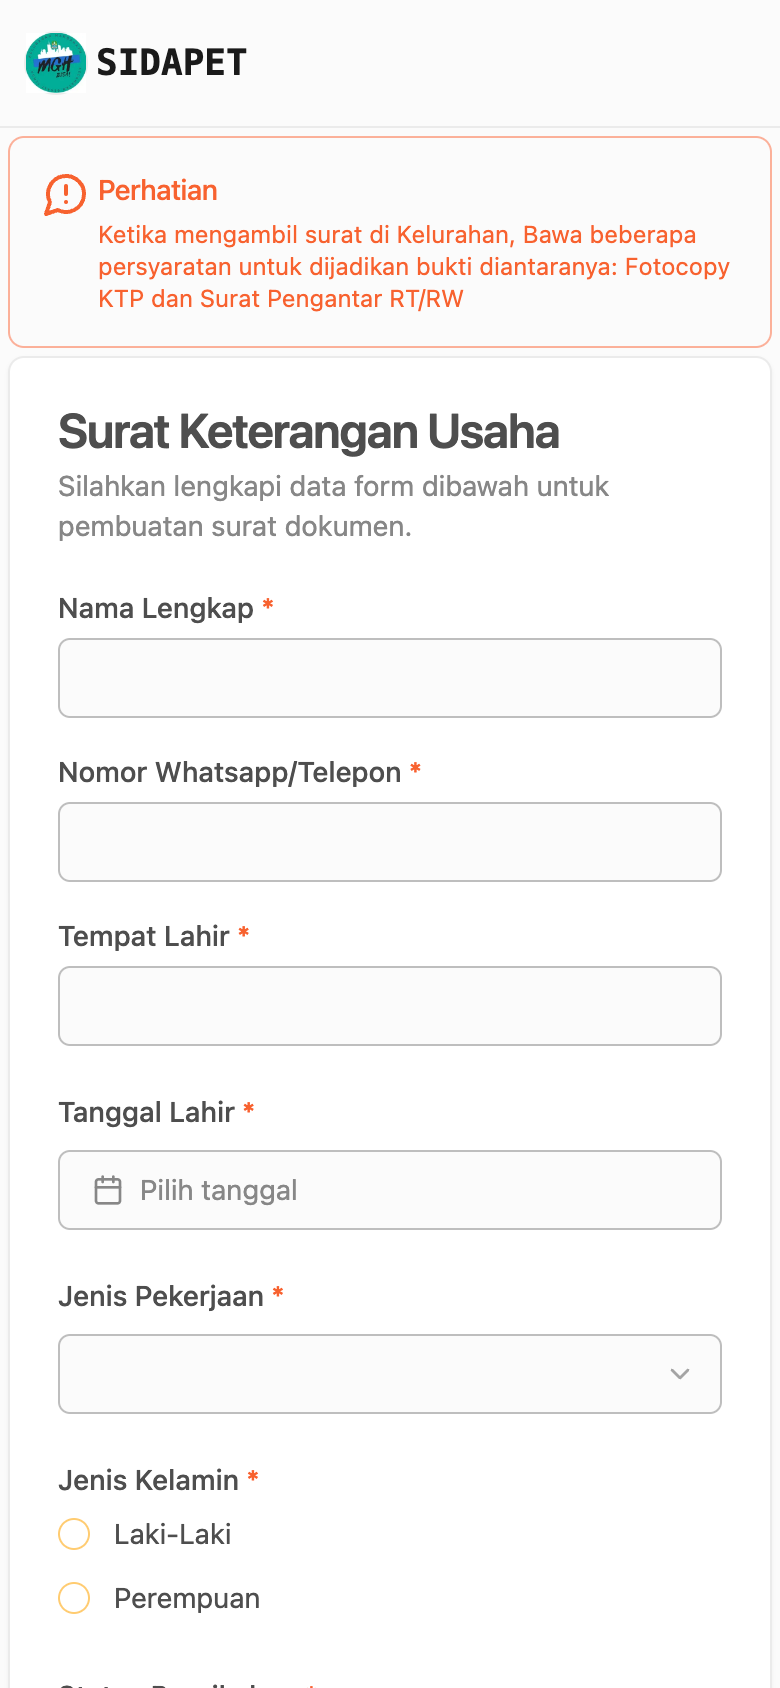 MGH
SIDAPET
Perhatian
Ketika mengambil surat di Kelurahan, Bawa beberapa
persyaratan untuk dijadikan bukti diantaranya: Fotocopy
KTP dan Surat Pengantar RT/RW
Surat Keterangan Usaha
Silahkan lengkapi data form dibawah untuk
pembuatan surat dokumen.
Nama Lengkap *
Nomor Whatsapp/Telepon *
Tempat Lahir *
Tanggal Lahir *
Pilih tanggal
Jenis Pekerjaan *
Jenis Kelamin *
Laki-Laki
Perempuan